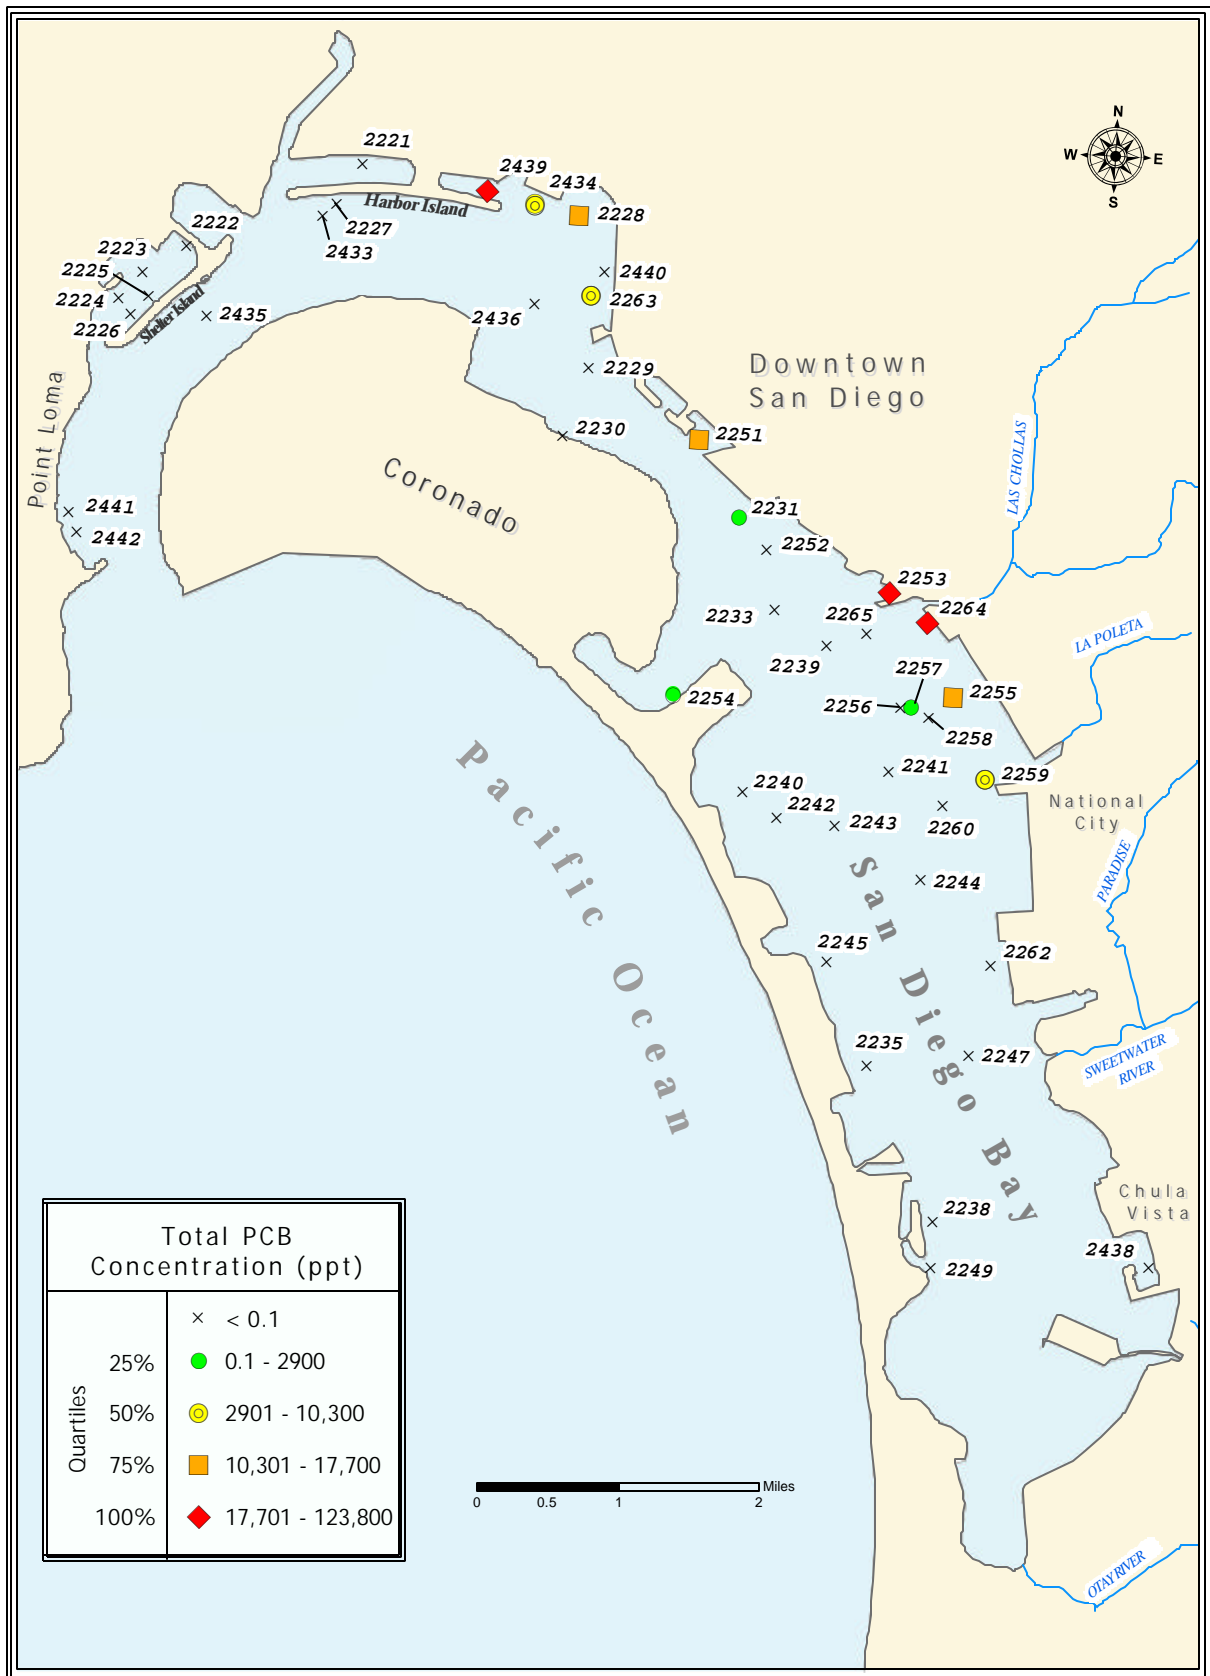 N
W
E
S
2221
2439
2434
2228
Harbor Island
2227
2433
2222
2223
2225
2224
2226
Shelter Island
2435
2440
2263
2436
2229
2230
2251
Downtown
San Diego
Point Loma
Coronado
2441
2442
2231
2252
LAS CHOLLAS
2253
2264
2265
2233
2239
LA POLETA
2257
2255
2256
2258
2254
2241
2259
2240
2242
2243
2260
National
City
2244
PARADISE
Pacific Ocean
San Diego Bay
2245
2262
2235
2247
SWEETWATER
RIVER
Chula
Vista
2238
2249
2438
OTAY RIVER
Total PCB
Concentration (ppt)
< 0.1
Quartiles
25% 0.1 - 2900
50% 2901 - 10,300
75% 10,301 - 17,700
100% 17,701 - 123,800
Miles
0 0.5 1 2